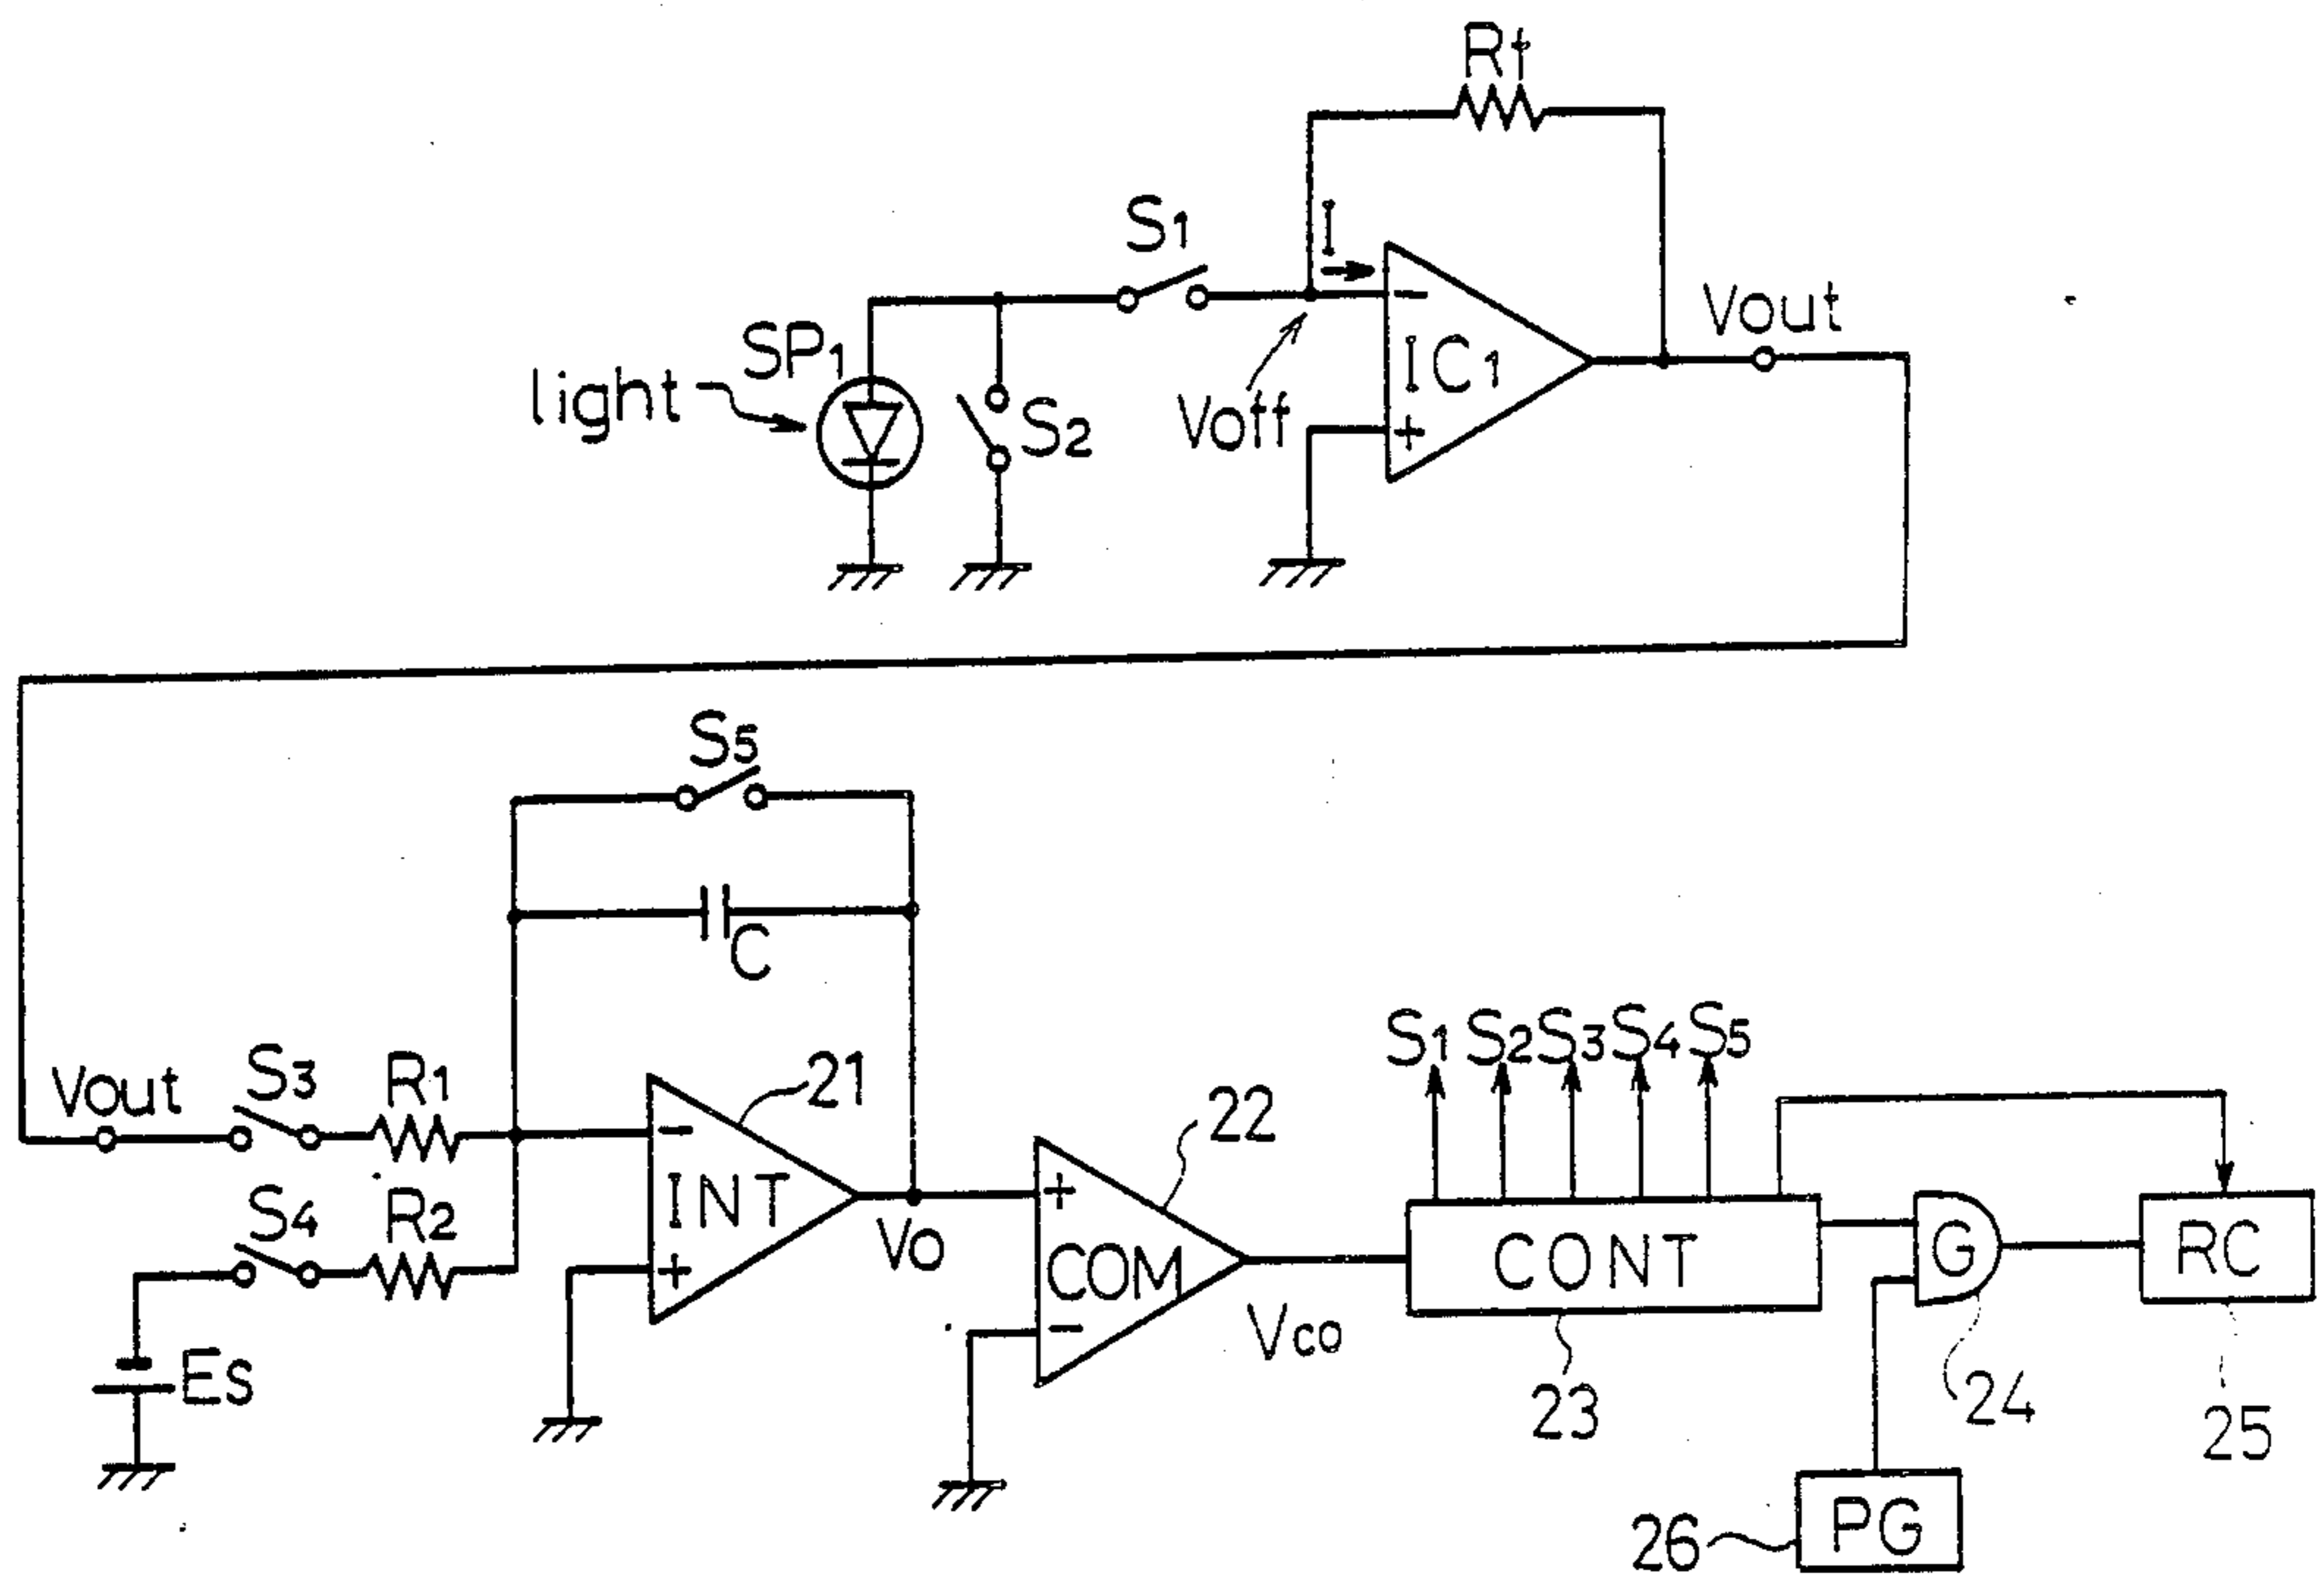 Rf
S1
I
SP1
light
S2
Voff
−
IC1
+
Vout
S5
C
Vout
S3
R1
−
INT
+
21
S4
R2
Vo
Es
+
COM
−
22
Vco
S1 S2 S3 S4 S5
CONT
23
G
24
RC
25
PG
26